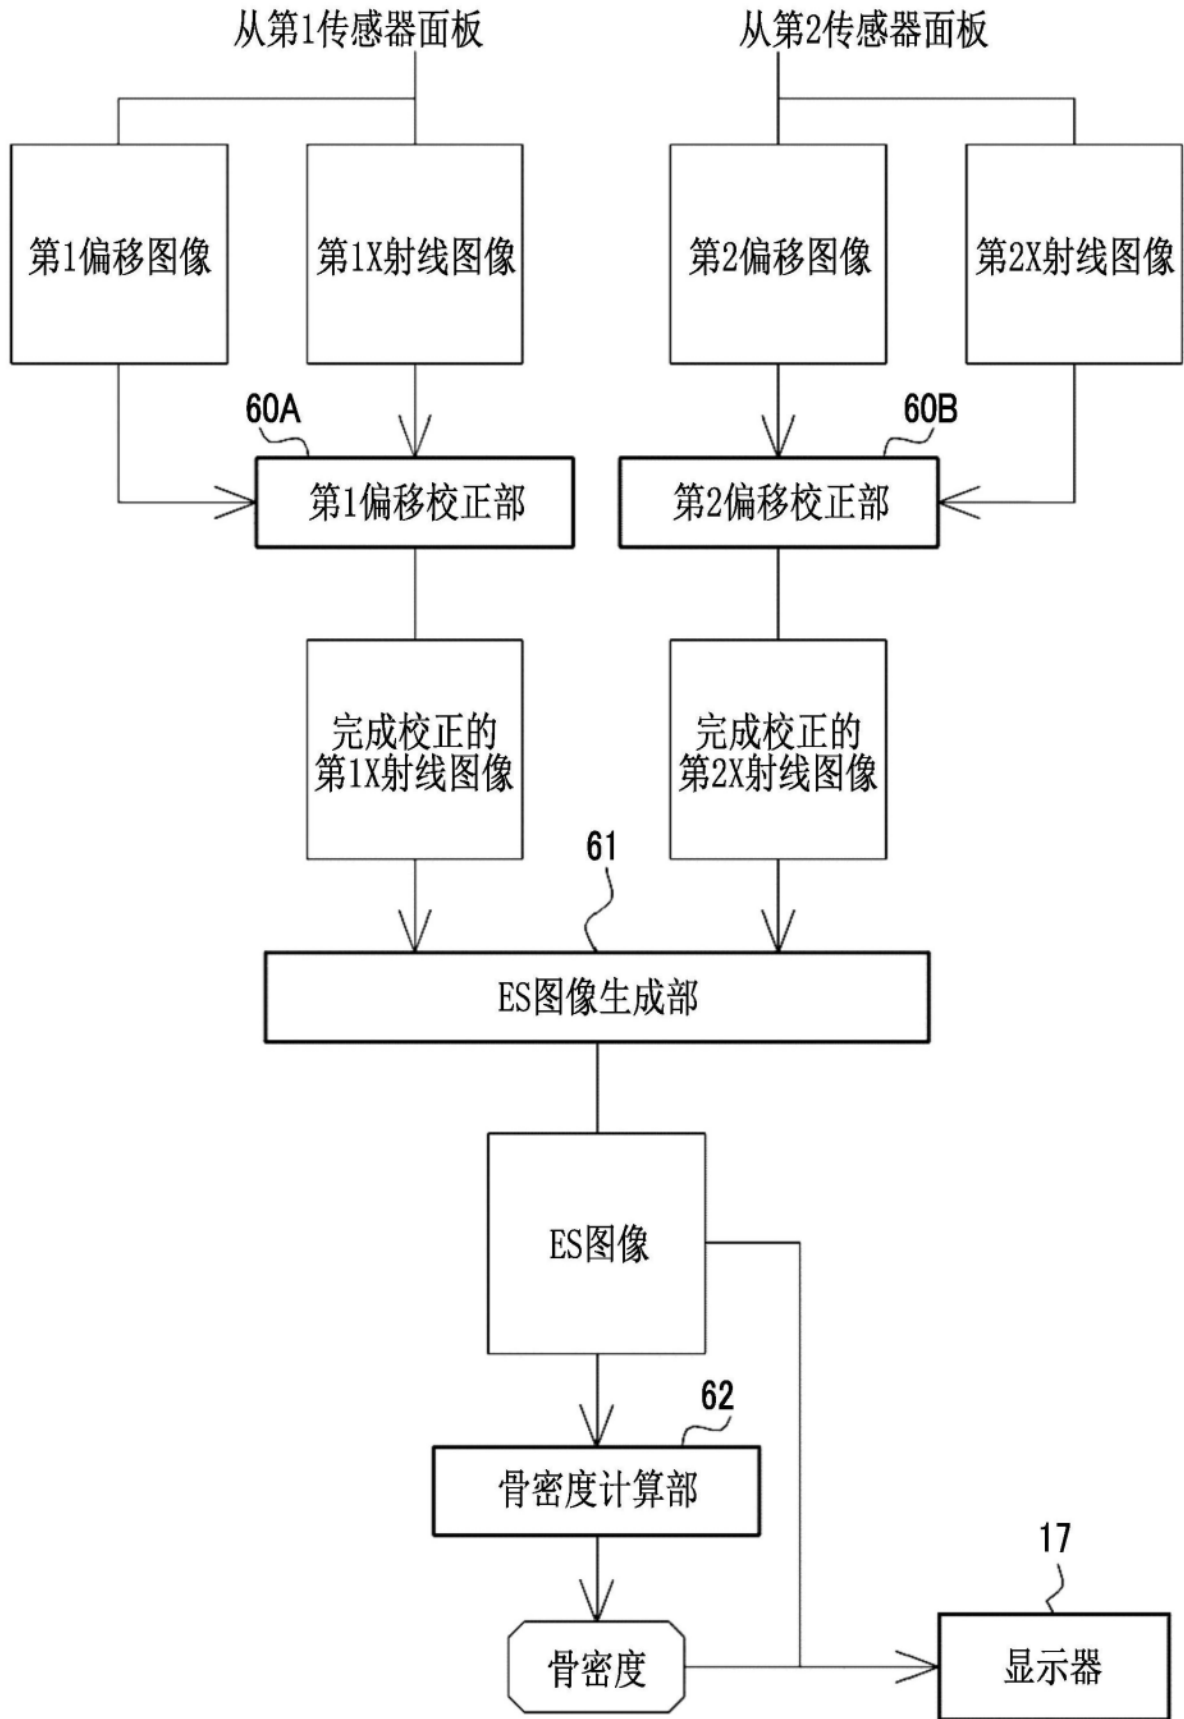 从第1传感器面板
从第2传感器面板
第1偏移图像
第1X射线图像
第2偏移图像
第2X射线图像
60A
60B
第1偏移校正部
第2偏移校正部
完成校正的
第1X射线图像
完成校正的
第2X射线图像
61
ES图像生成部
ES图像
62
骨密度计算部
17
骨密度
显示器